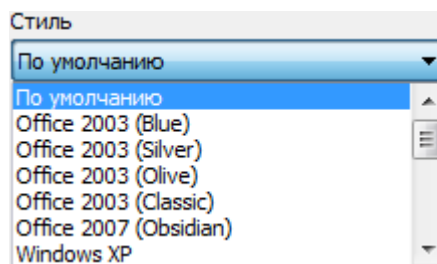 Стиль
По умолчанию
По умолчанию
Office 2003 (Blue)
Office 2003 (Silver)
Office 2003 (Olive)
Office 2003 (Classic)
Office 2007 (Obsidian)
Windows XP